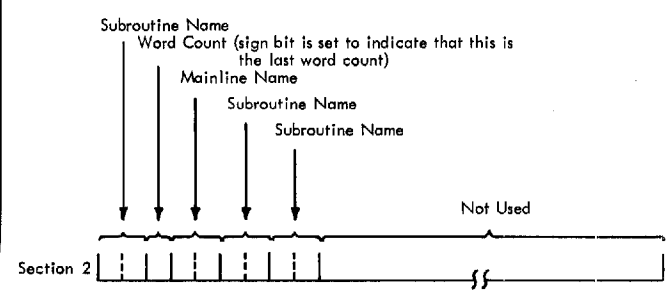 Subroutine Name
Word Count (sign bit is set to indicate that this is
the last word count)
Mainline Name
Subroutine Name
Subroutine Name
Not Used
Section 2